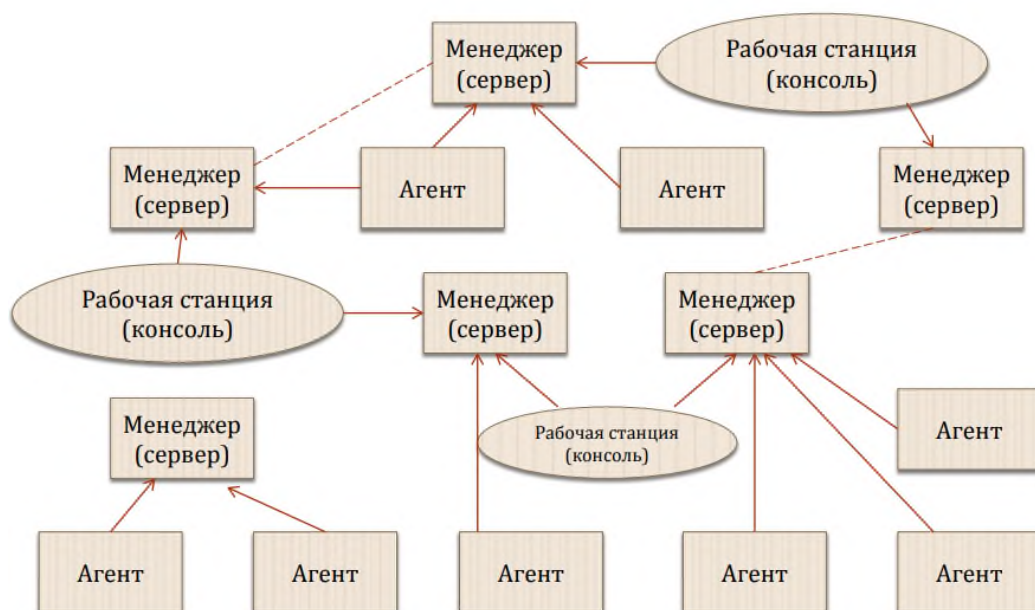 Менеджер
(сервер)
Рабочая станция
(консоль)
Менеджер
(сервер)
Агент
Агент
Менеджер
(сервер)
Рабочая станция
(консоль)
Менеджер
(сервер)
Менеджер
(сервер)
Менеджер
(сервер)
Рабочая станция
(консоль)
Агент
Агент
Агент
Агент
Агент
Агент